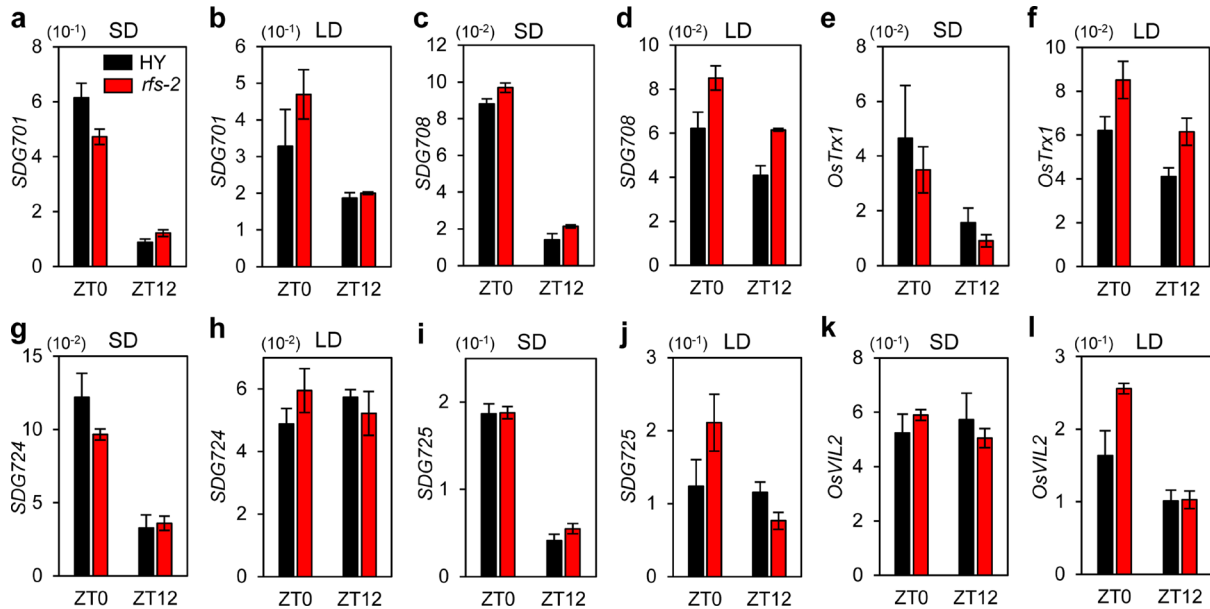 a (10-1) SD
8
6
4
2
0
SDG701
HY
rfs-2
ZT0 ZT12
b (10-1) LD
6
5
4
3
2
1
0
SDG701
ZT0 ZT12
c (10-2) SD
12
10
8
6
4
2
0
SDG708
ZT0 ZT12
d (10-2) LD
10
8
6
4
2
0
SDG708
ZT0 ZT12
e (10-2) SD
8
6
4
2
0
OsTrx1
ZT0 ZT12
f (10-2) LD
10
8
6
4
2
0
OsTrx1
ZT0 ZT12
g (10-2) SD
15
10
5
0
SDG724
ZT0 ZT12
h (10-2) LD
8
6
4
2
0
SDG724
ZT0 ZT12
i (10-1) SD
2
1
0
SDG725
ZT0 ZT12
j (10-1) LD
3
2
1
0
SDG725
ZT0 ZT12
k (10-1) SD
10
8
6
4
2
0
OsVIL2
ZT0 ZT12
l (10-1) LD
3
2
1
0
OsVIL2
ZT0 ZT12